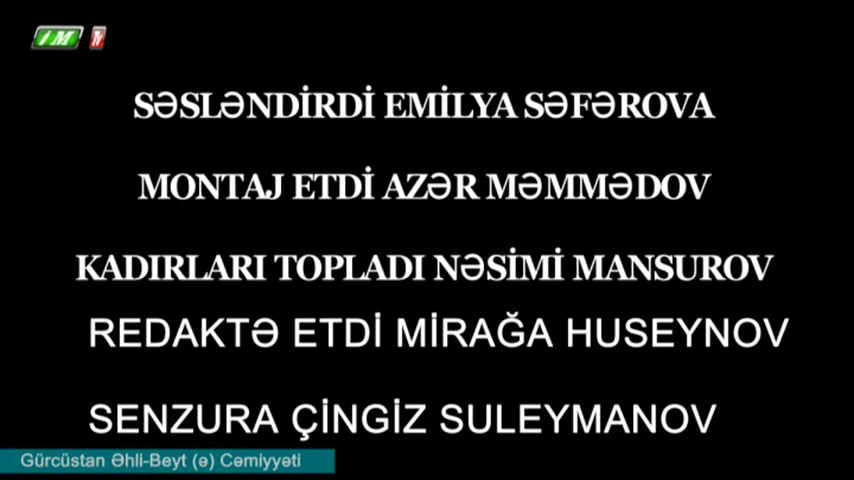 İM TV
SƏSLƏNDİRDİ EMİLYA SƏFƏROVA
MONTAJ ETDİ AZƏR MƏMMƏDOV
KADIRLARI TOPLADI NƏSİMİ MANSUROV
REDAKTƏ ETDİ MİRAĞA HUSEYNOV
SENZURA ÇİNGİZ SULEYMANOV
Gürcüstan Əhli-Beyt (ə) Cəmiyyəti